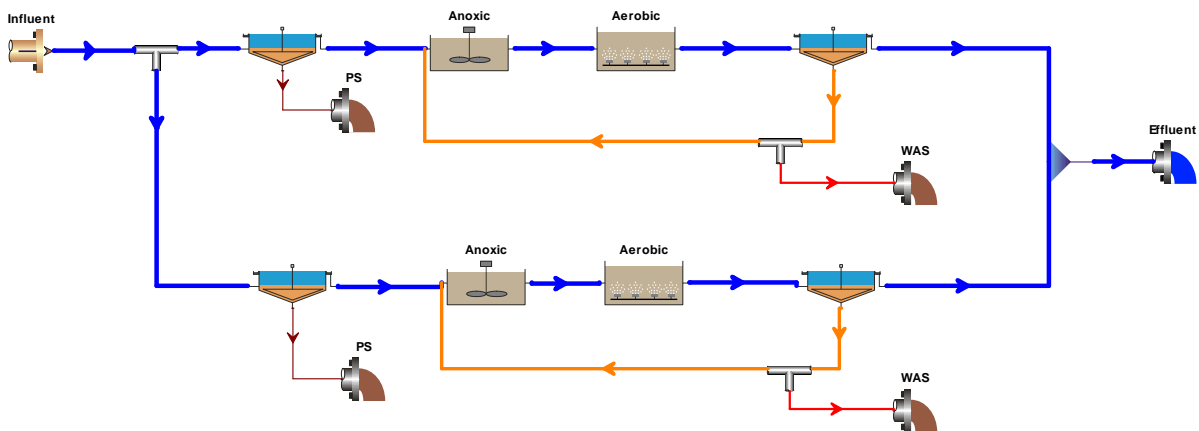 Influent
Anoxic
Aerobic
PS
WAS
Effluent
Anoxic
Aerobic
PS
WAS